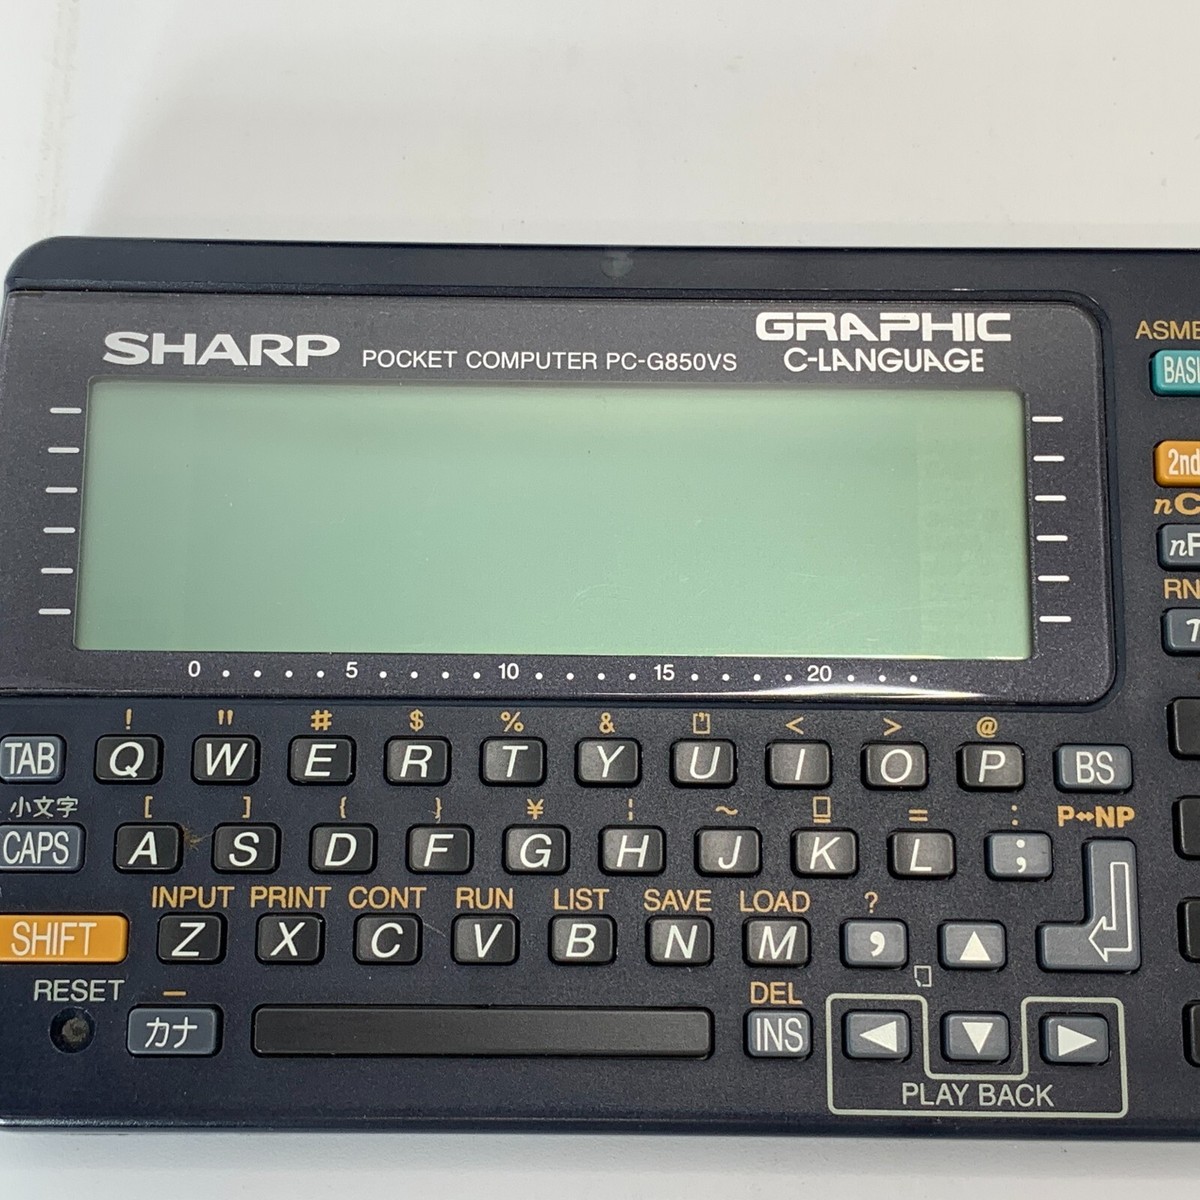 SHARP POCKET COMPUTER PC-G850VS GRAPHIC
C-LANGUAGE
ASME
BASI
2nd
nC
nP
RN
0 . . . . 5 . . . . 10 . . . . 15 . . . . 20 . . .
! " # $ % & ['] < > @
TAB Q W E R T Y U I O P BS
小文字 [ ] { } ¥ ¦ ~ = : P↔NP
CAPS A S D F G H J K L ;
INPUT PRINT CONT RUN LIST SAVE LOAD ?
SHIFT Z X C V B N M , ▲
RESET DEL
カナ INS ◀ ▼ ▶
PLAY BACK